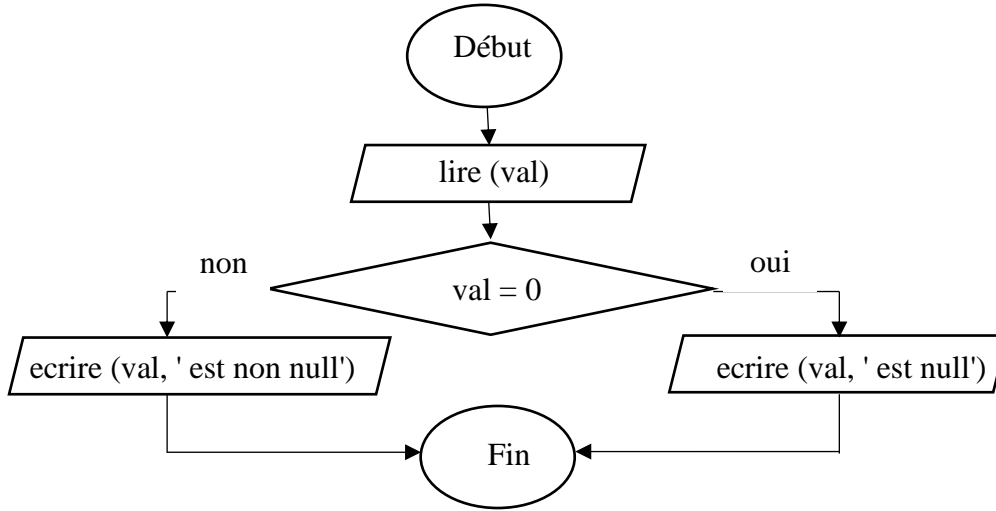 Début
lire (val)
non
val = 0
oui
ecrire (val, ' est non null')
ecrire (val, ' est null')
Fin